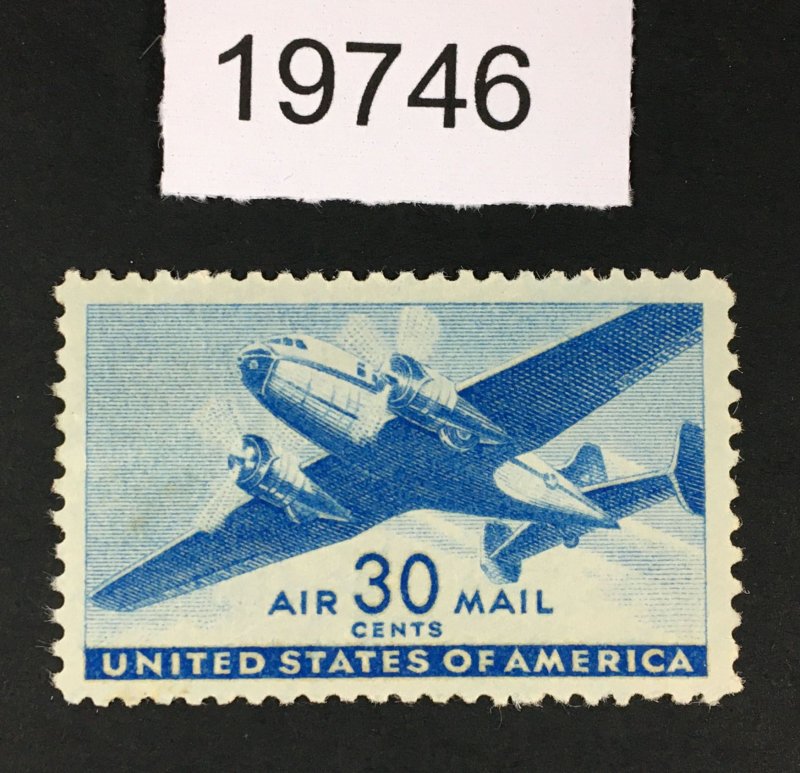 19746
AIR 30 MAIL
CENTS
UNITED STATES OF AMERICA